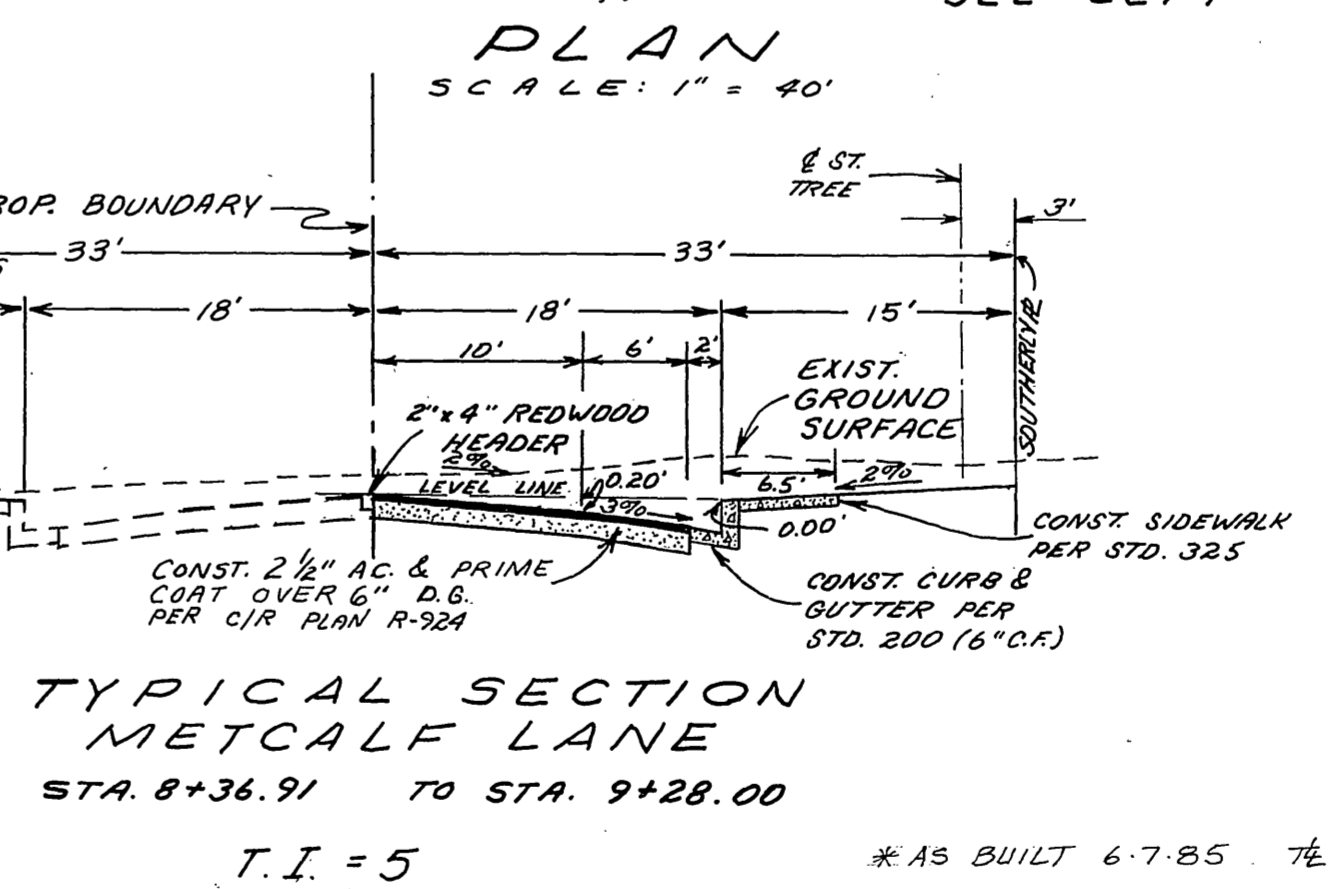 PLAN
SCALE: 1" = 40'
℄ ST.
TREE
ROP. BOUNDARY
3'
33'
33'
18'
18'
15'
10'
6'
2'
SOUTHERLY ℞
EXIST.
GROUND
SURFACE
2" x 4" REDWOOD
HEADER
2%
LEVEL LINE
0.20'
3%
6.5'
2%
0.00'
CONST. SIDEWALK
PER STD. 325
CONST. 2 1/2" A.C. & PRIME
COAT OVER 6" D.G.
PER C/R PLAN R-924
CONST. CURB &
GUTTER PER
STD. 200 (6" C.F.)
TYPICAL SECTION
METCALF LANE
STA. 8+36.91 TO STA. 9+28.00
T.I. = 5
* AS BUILT 6.7.85